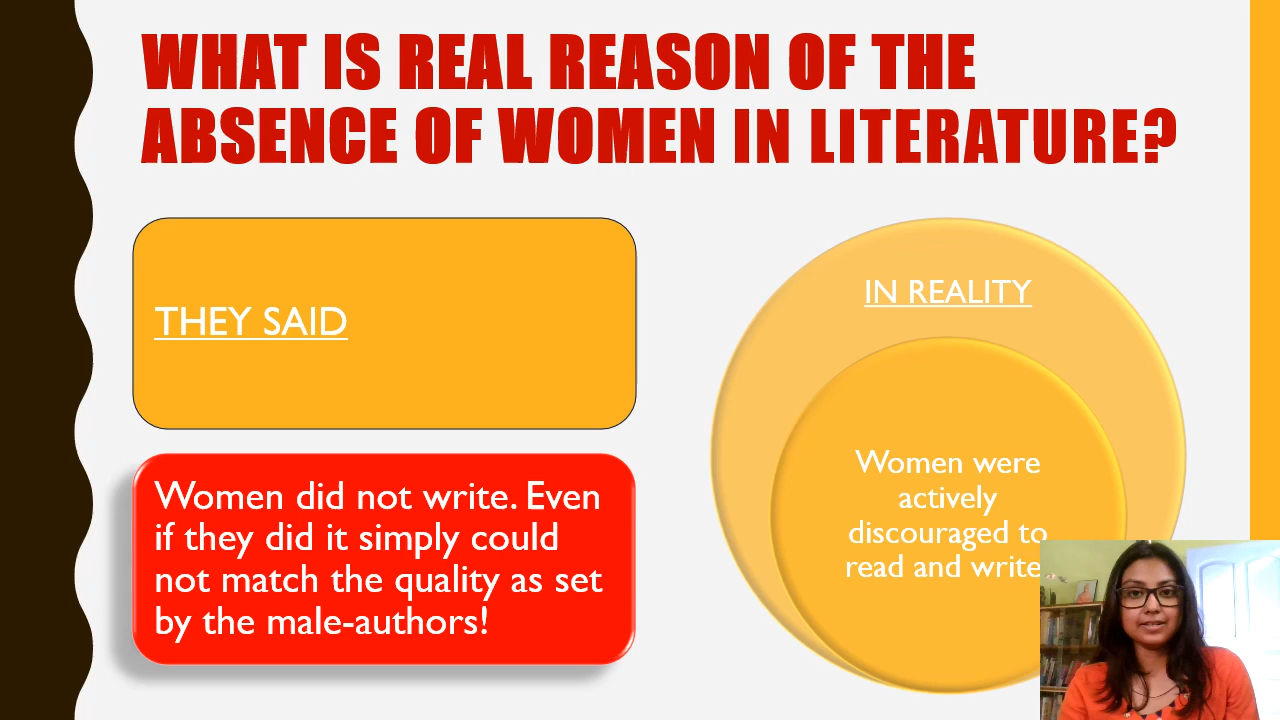 WHAT IS REAL REASON OF THE
ABSENCE OF WOMEN IN LITERATURE?
THEY SAID
Women did not write. Even
if they did it simply could
not match the quality as set
by the male-authors!
IN REALITY
Women were
actively
discouraged to
read and write